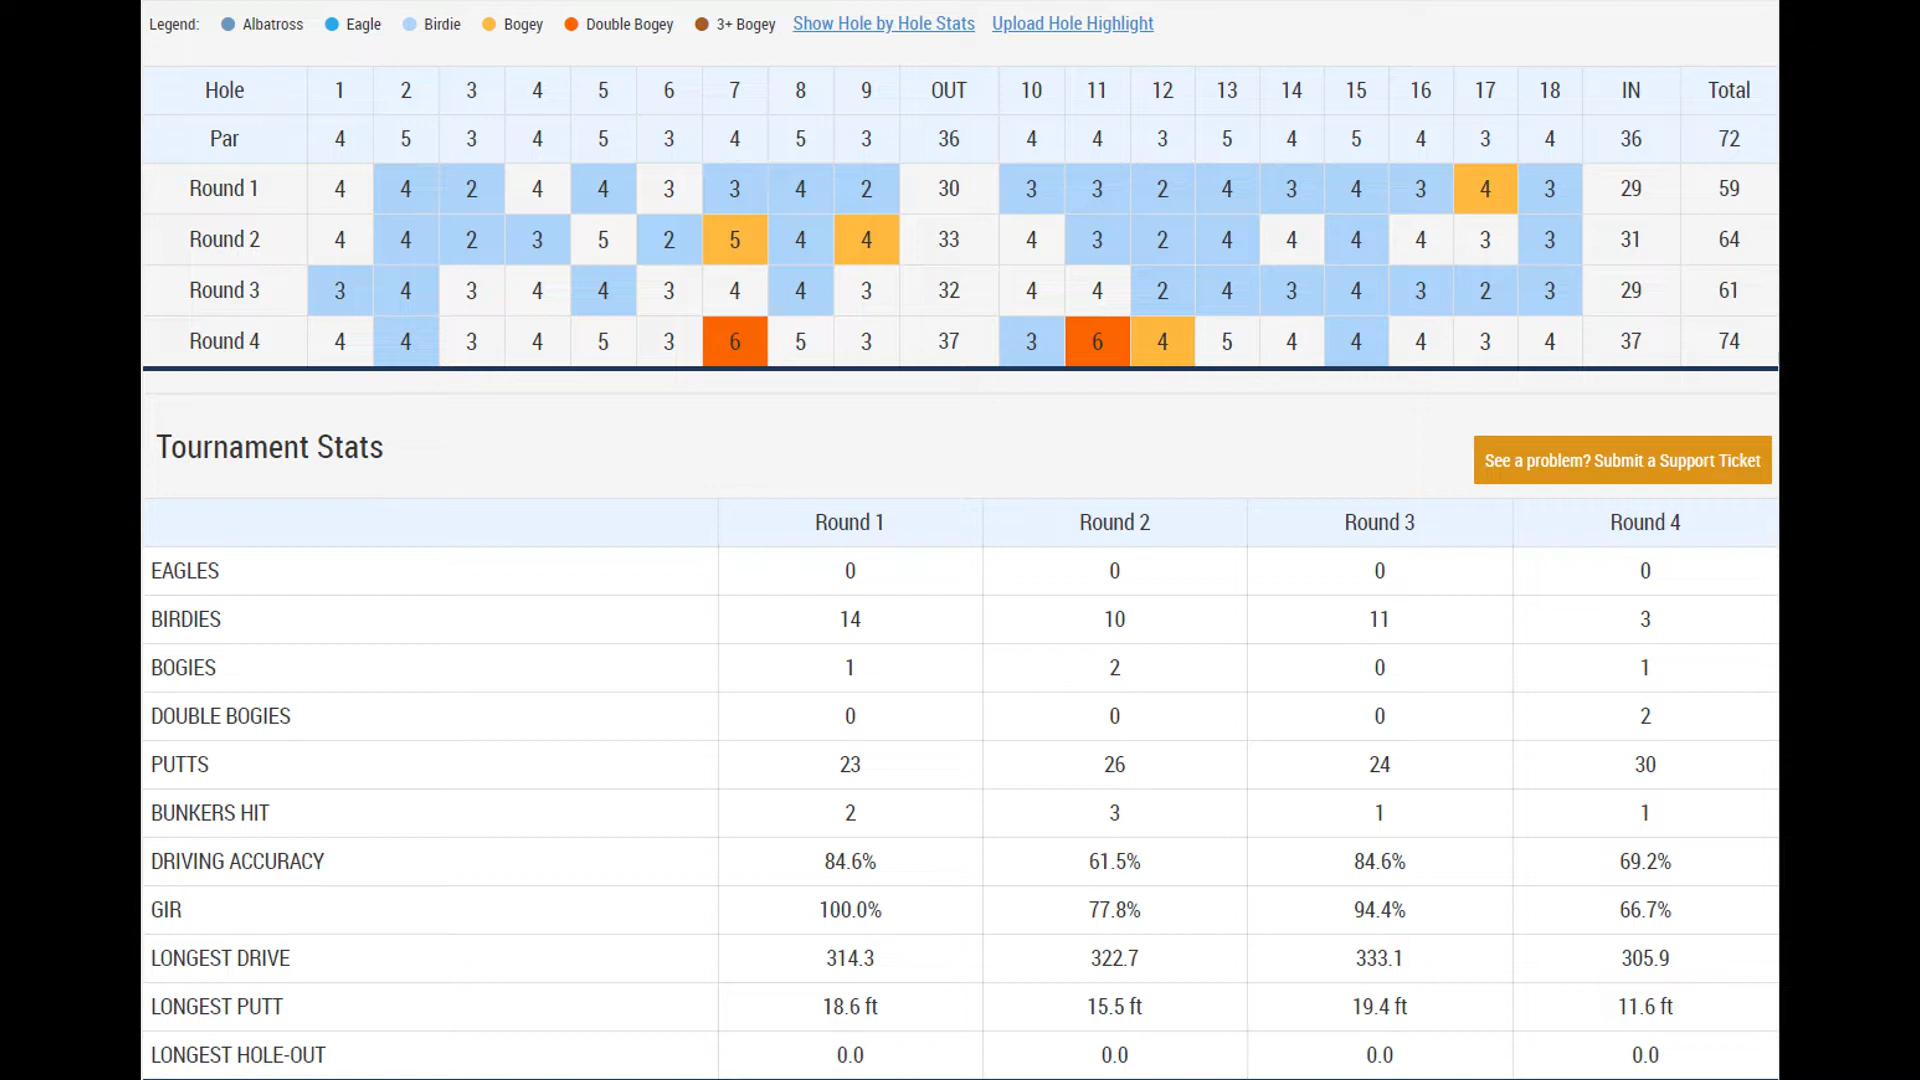 Legend: Albatross Eagle Birdie Bogey Double Bogey 3+ Bogey Show Hole by Hole Stats Upload Hole Highlight
Hole 1 2 3 4 5 6 7 8 9 OUT 10 11 12 13 14 15 16 17 18 IN Total
Par 4 5 3 4 5 3 4 5 3 36 4 4 3 5 4 5 4 3 4 36 72
Round 1 4 4 2 4 4 3 3 4 2 30 3 3 2 4 3 4 3 4 3 29 59
Round 2 4 4 2 3 5 2 5 4 4 33 4 3 2 4 4 4 4 3 3 31 64
Round 3 3 4 3 4 4 3 4 4 3 32 4 4 2 4 3 4 3 2 3 29 61
Round 4 4 4 3 4 5 3 6 5 3 37 3 6 4 5 4 4 4 3 4 37 74
Tournament Stats
See a problem? Submit a Support Ticket
Round 1 Round 2 Round 3 Round 4
EAGLES 0 0 0 0
BIRDIES 14 10 11 3
BOGIES 1 2 0 1
DOUBLE BOGIES 0 0 0 2
PUTTS 23 26 24 30
BUNKERS HIT 2 3 1 1
DRIVING ACCURACY 84.6% 61.5% 84.6% 69.2%
GIR 100.0% 77.8% 94.4% 66.7%
LONGEST DRIVE 314.3 322.7 333.1 305.9
LONGEST PUTT 18.6 ft 15.5 ft 19.4 ft 11.6 ft
LONGEST HOLE-OUT 0.0 0.0 0.0 0.0